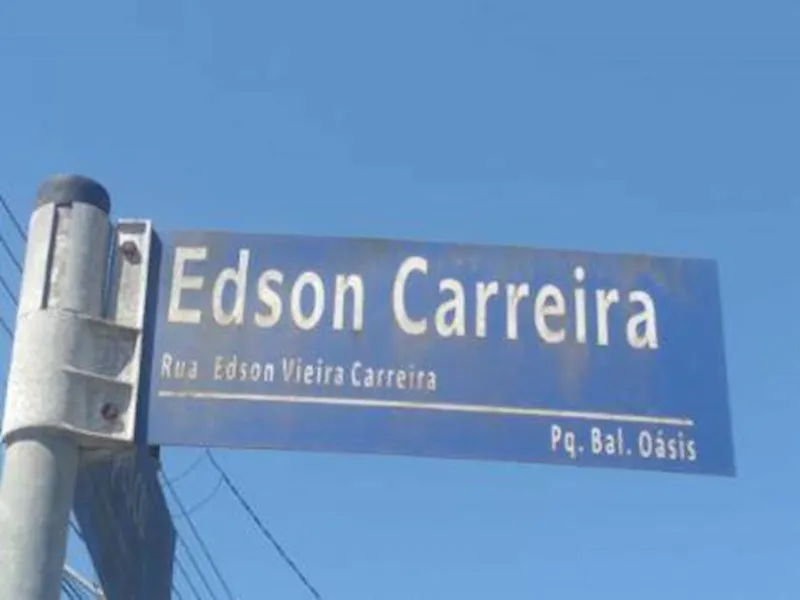 Edson Carreira
Rua Edson Vieira Carreira
Pq. Bal. Oásis